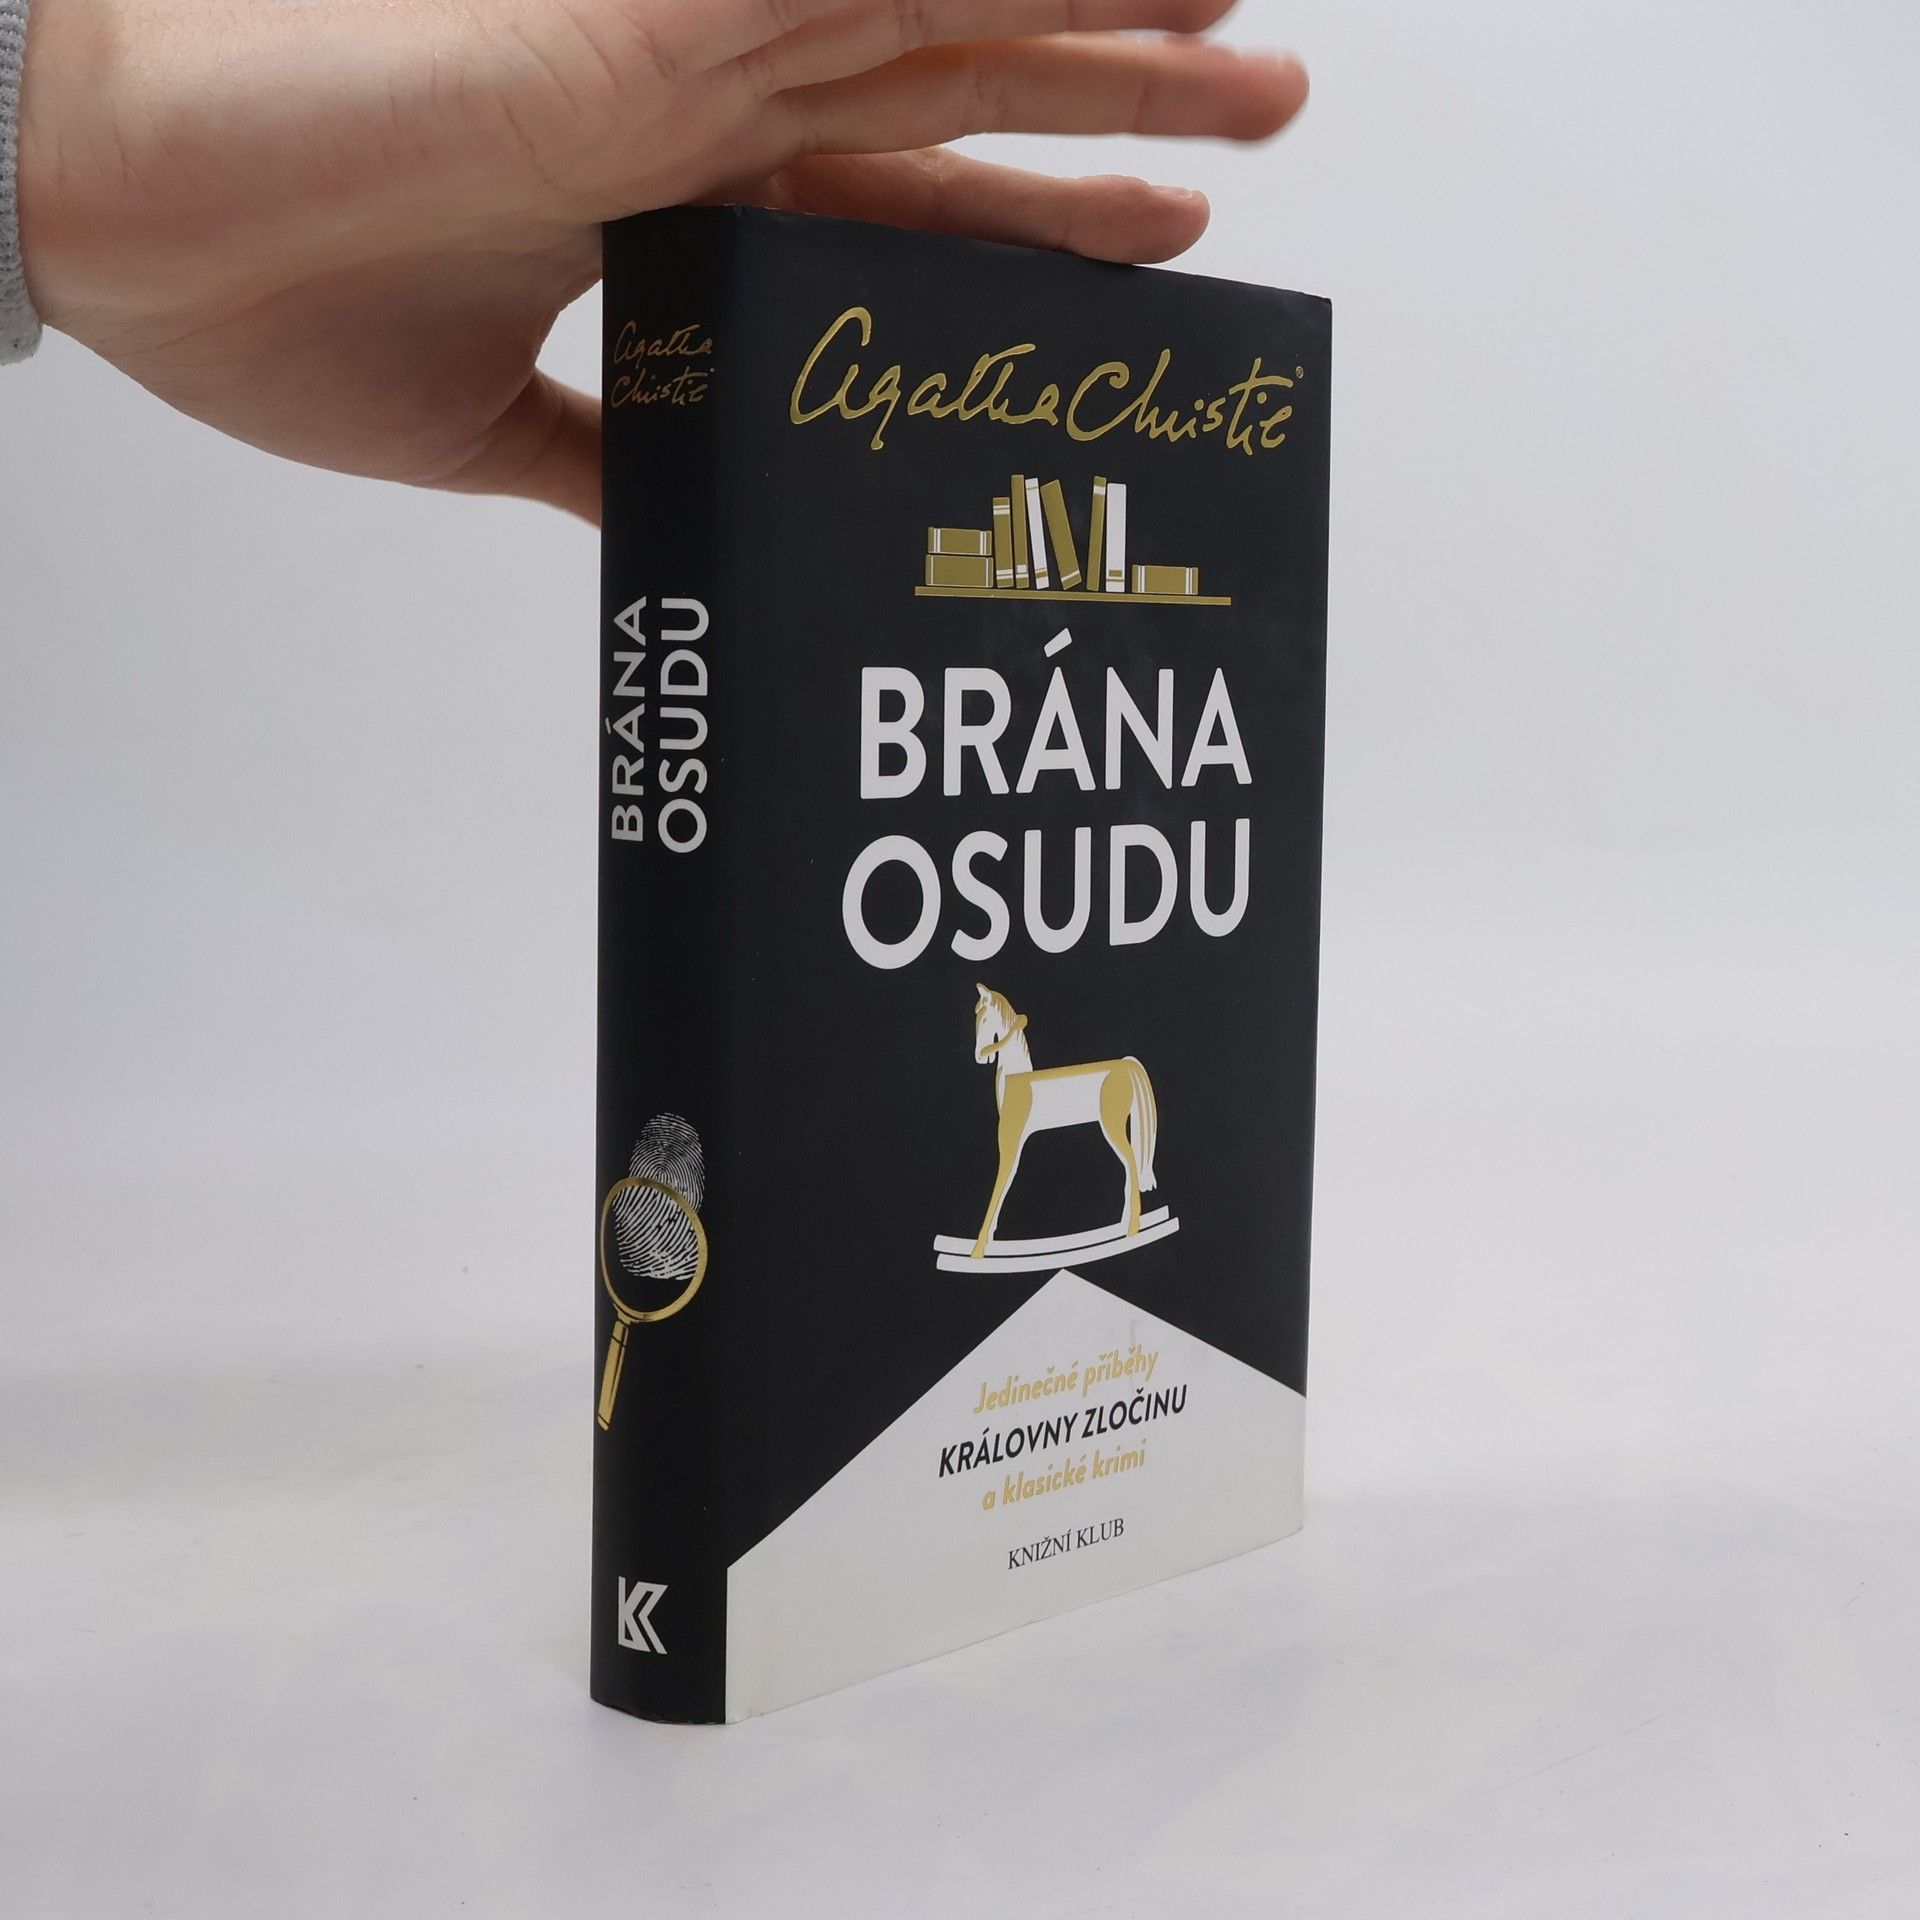 Agatha
Christie
BRÁNA
OSUDU
Agatha Christie®
BRÁNA
OSUDU
Jedinečné příběhy
KRÁLOVNY ZLOČINU
a klasické krimi
KNIŽNÍ KLUB